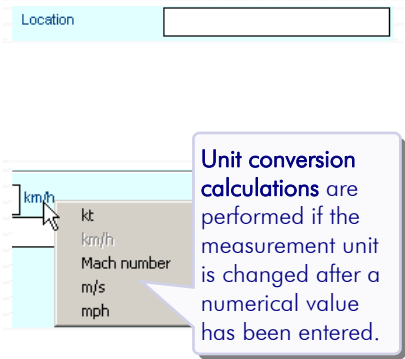 Location
km/h
kt
km/h
Mach number
m/s
mph
Unit conversion
calculations are
performed if the
measurement unit
is changed after a
numerical value
has been entered.